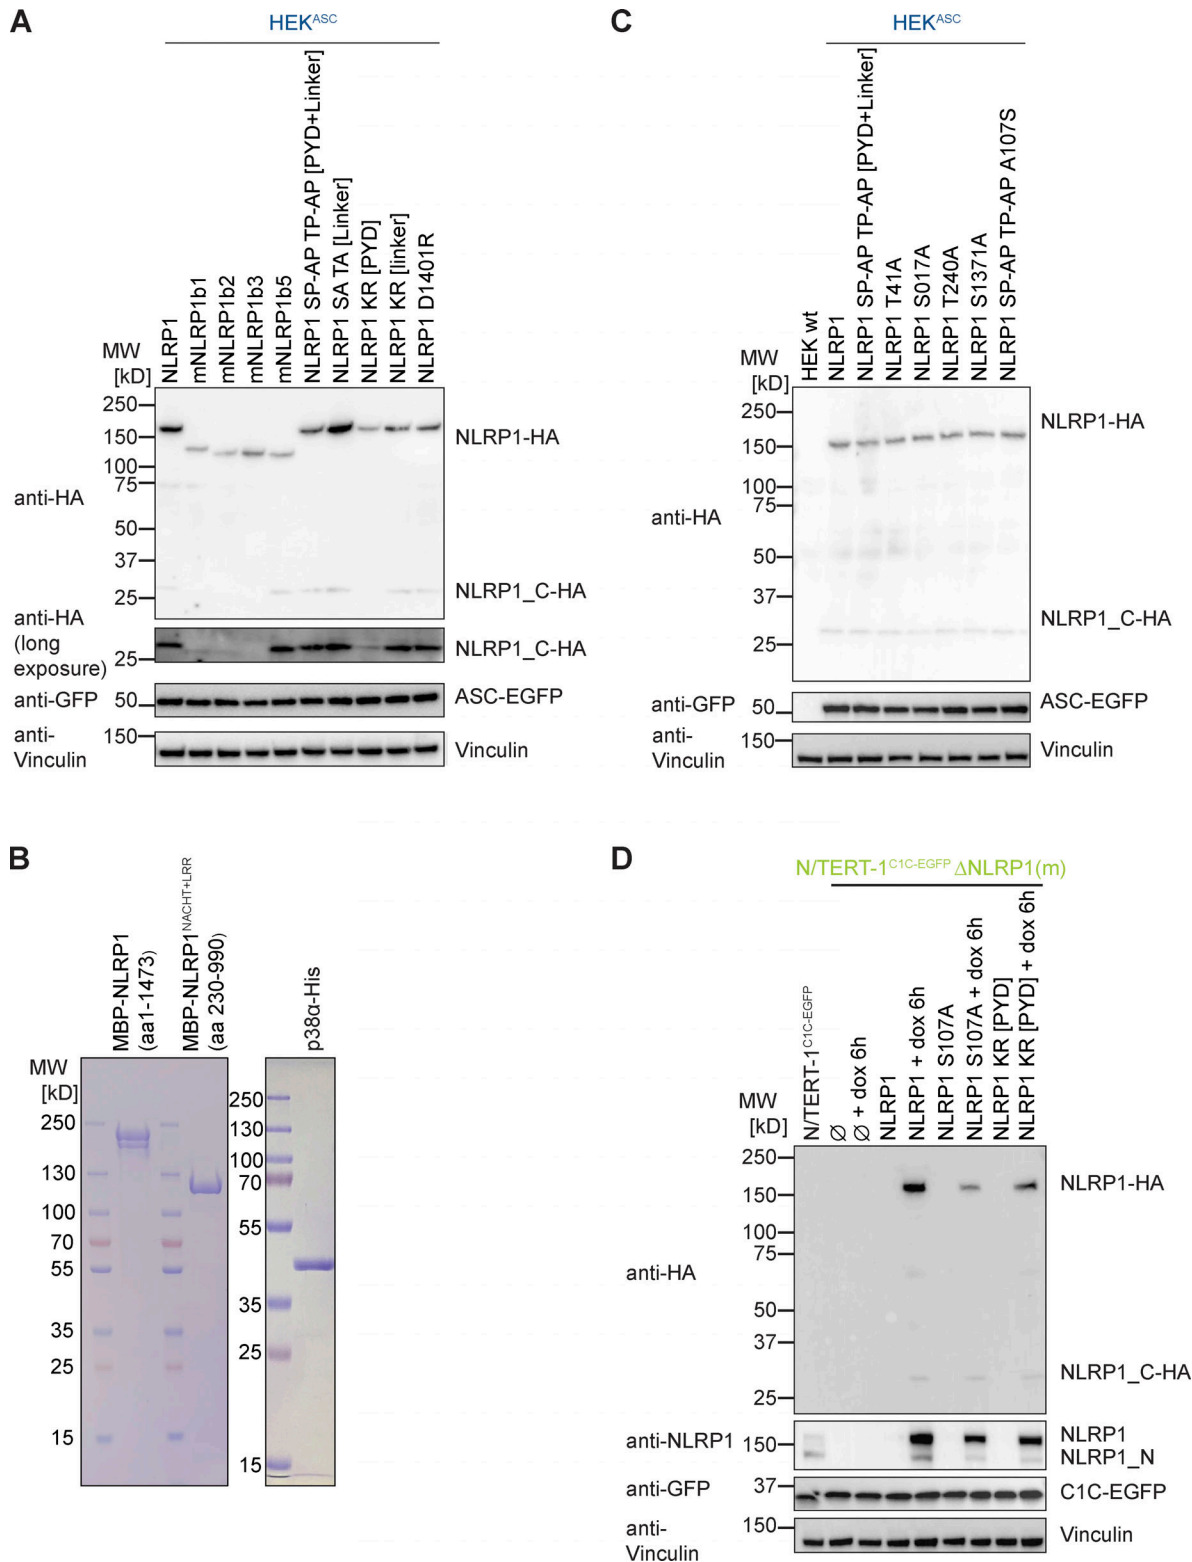 A
HEKASC
NLRP1
mNLRP1b1
mNLRP1b2
mNLRP1b3
mNLRP1b5
NLRP1 SP-AP TP-AP [PYD+Linker]
NLRP1 SA TA [Linker]
NLRP1 KR [PYD]
NLRP1 KR [linker]
NLRP1 D1401R
MW
[kD]
250
150
100
75
50
37
25
anti-HA
NLRP1-HA
NLRP1_C-HA
anti-HA
(long
exposure)
25
NLRP1_C-HA
anti-GFP
50
ASC-EGFP
anti-
Vinculin
150
Vinculin
C
HEKASC
HEK wt
NLRP1
NLRP1 SP-AP TP-AP [PYD+Linker]
NLRP1 T41A
NLRP1 S017A
NLRP1 T240A
NLRP1 S1371A
NLRP1 SP-AP TP-AP A107S
MW
[kD]
250
150
100
75
50
37
25
anti-HA
NLRP1-HA
NLRP1_C-HA
anti-GFP
50
ASC-EGFP
anti-
Vinculin
150
Vinculin
B
MBP-NLRP1
(aa1-1473)
MBP-NLRP1NACHT+LRR
(aa 230-990)
p38α-His
MW
[kD]
250
130
100
70
55
35
25
15
250
130
100
70
55
35
25
15
D
N/TERT-1C1C-EGFP ΔNLRP1(m)
N/TERT-1C1C-EGFP
∅
∅ + dox 6h
NLRP1
NLRP1 + dox 6h
NLRP1 S107A
NLRP1 S107A + dox 6h
NLRP1 KR [PYD]
NLRP1 KR [PYD] + dox 6h
MW
[kD]
250
150
100
75
50
37
25
anti-HA
NLRP1-HA
NLRP1_C-HA
anti-NLRP1
150
NLRP1
NLRP1_N
anti-GFP
37
C1C-EGFP
anti-
Vinculin
150
Vinculin